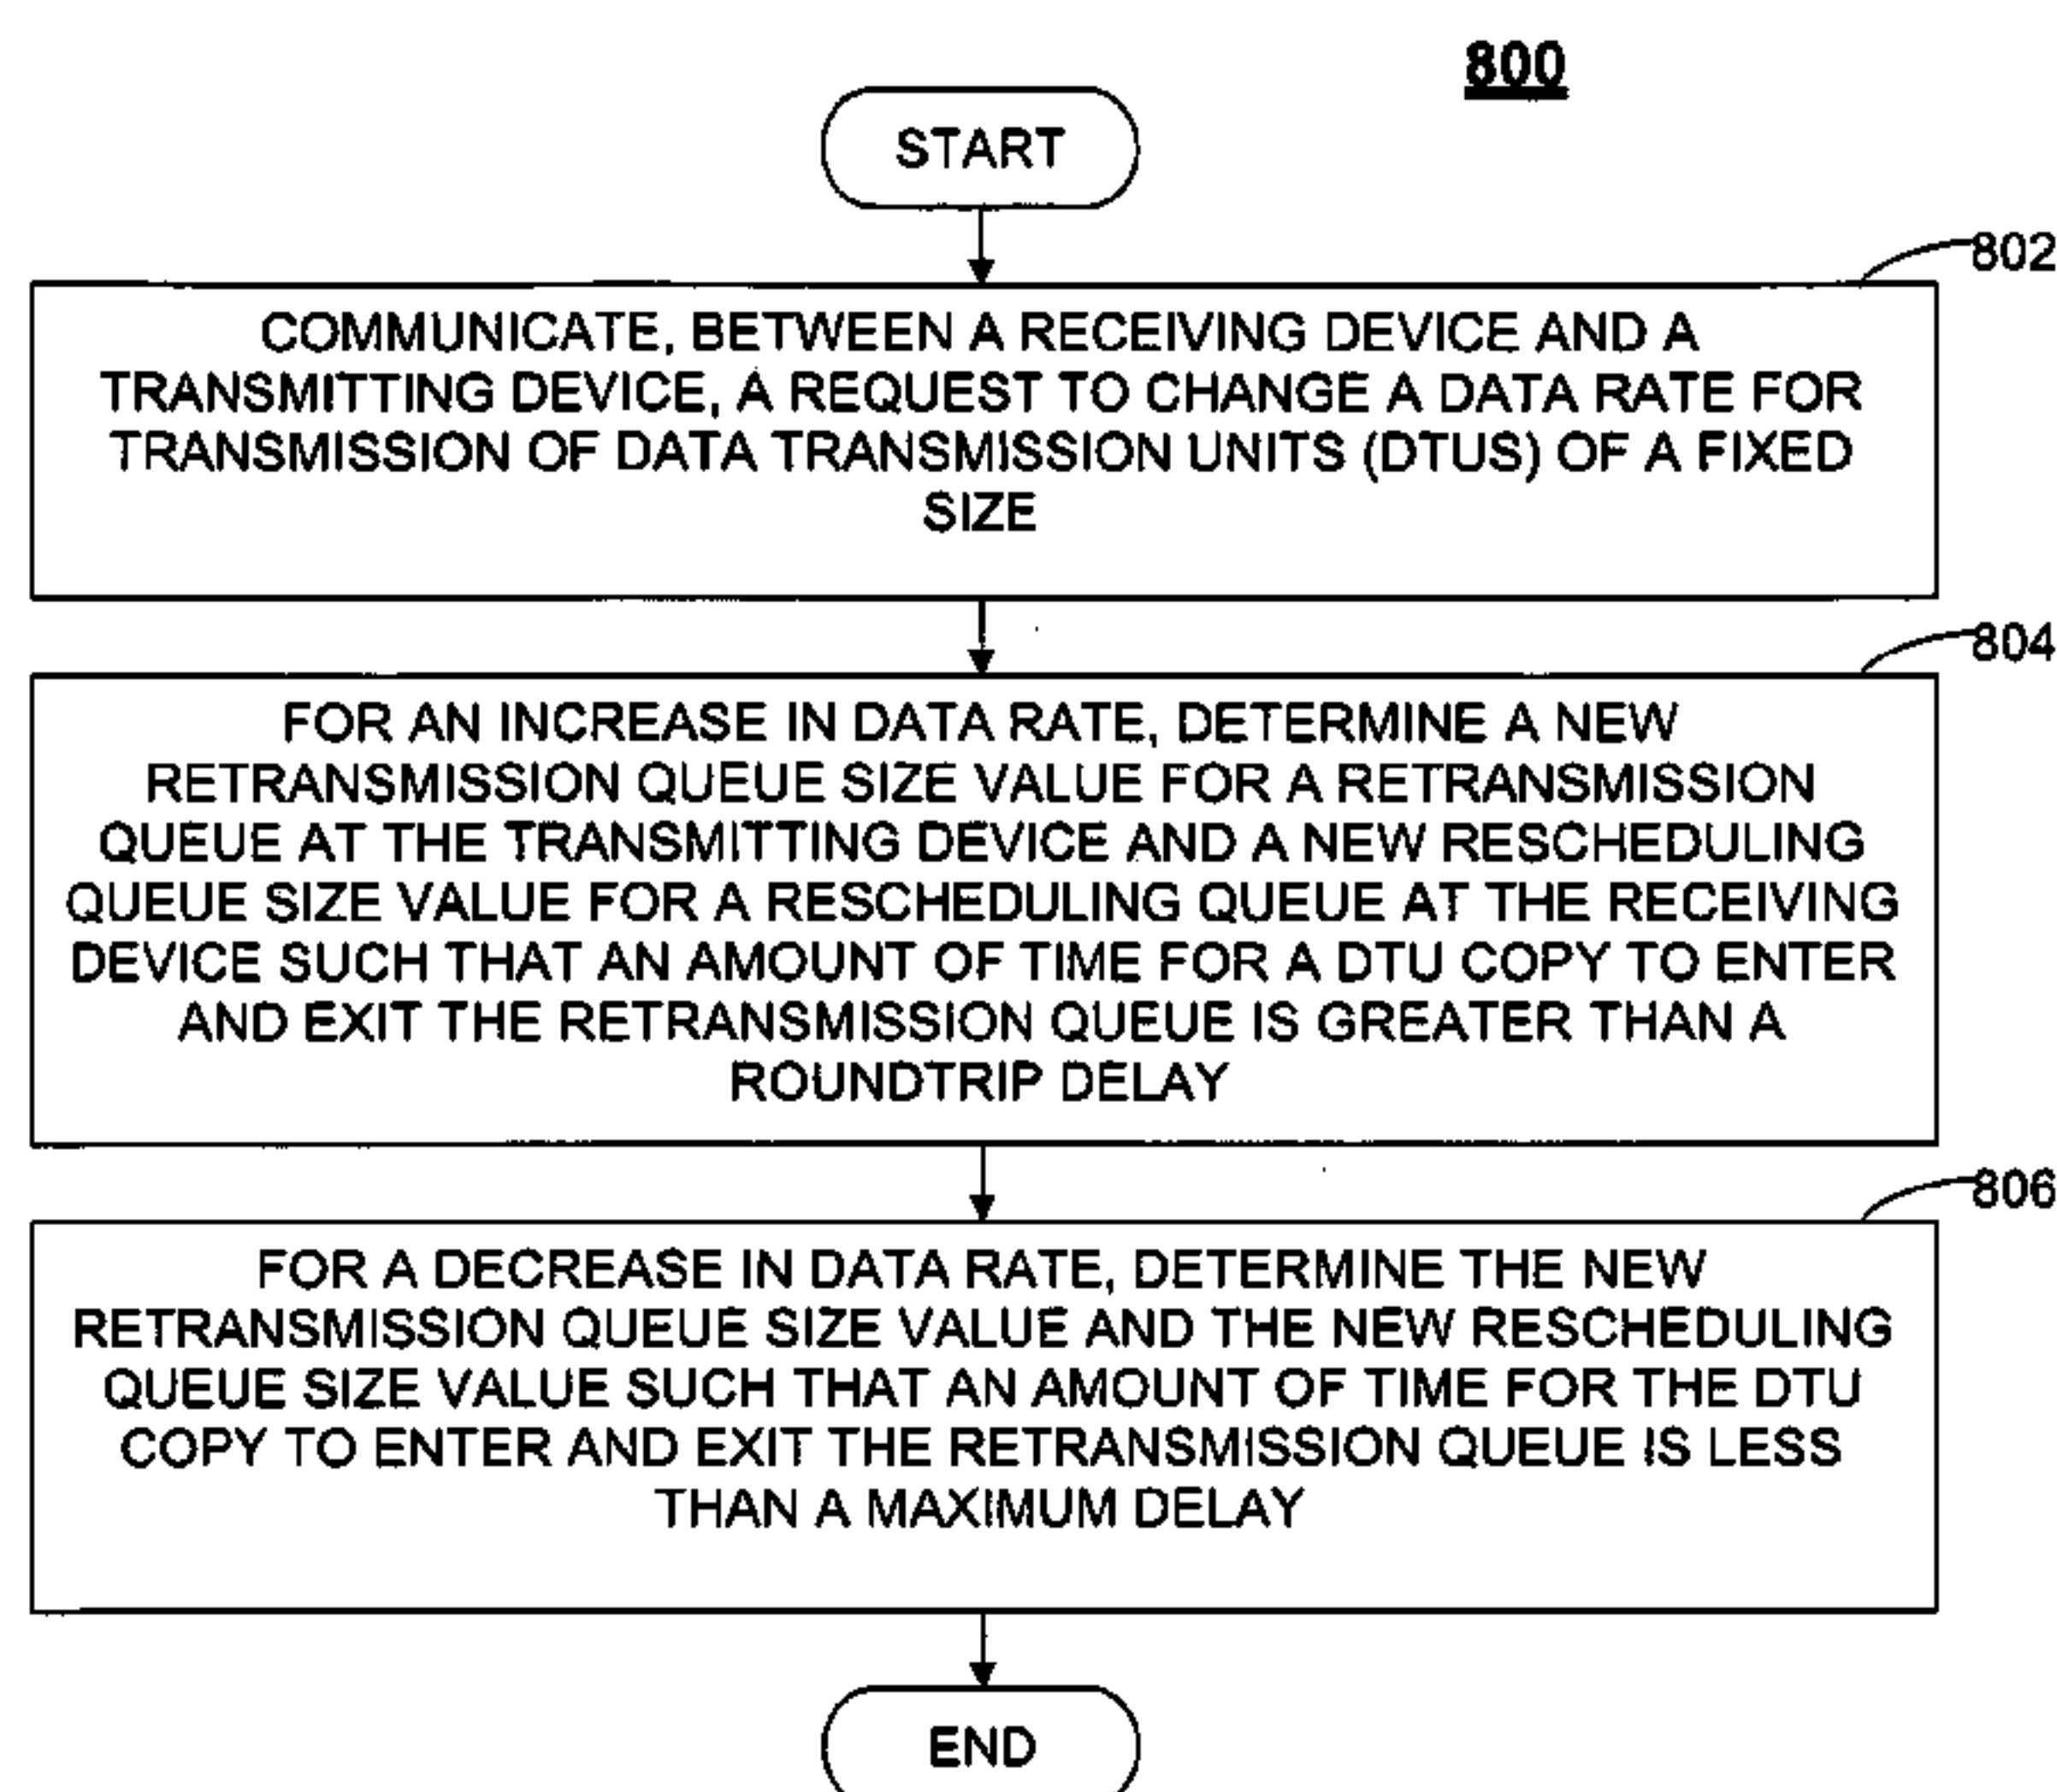 800
START
802
COMMUNICATE, BETWEEN A RECEIVING DEVICE AND A
TRANSMITTING DEVICE, A REQUEST TO CHANGE A DATA RATE FOR
TRANSMISSION OF DATA TRANSMISSION UNITS (DTUS) OF A FIXED
SIZE
804
FOR AN INCREASE IN DATA RATE, DETERMINE A NEW
RETRANSMISSION QUEUE SIZE VALUE FOR A RETRANSMISSION
QUEUE AT THE TRANSMITTING DEVICE AND A NEW RESCHEDULING
QUEUE SIZE VALUE FOR A RESCHEDULING QUEUE AT THE RECEIVING
DEVICE SUCH THAT AN AMOUNT OF TIME FOR A DTU COPY TO ENTER
AND EXIT THE RETRANSMISSION QUEUE IS GREATER THAN A
ROUNDTRIP DELAY
806
FOR A DECREASE IN DATA RATE, DETERMINE THE NEW
RETRANSMISSION QUEUE SIZE VALUE AND THE NEW RESCHEDULING
QUEUE SIZE VALUE SUCH THAT AN AMOUNT OF TIME FOR THE DTU
COPY TO ENTER AND EXIT THE RETRANSMISSION QUEUE IS LESS
THAN A MAXIMUM DELAY
END